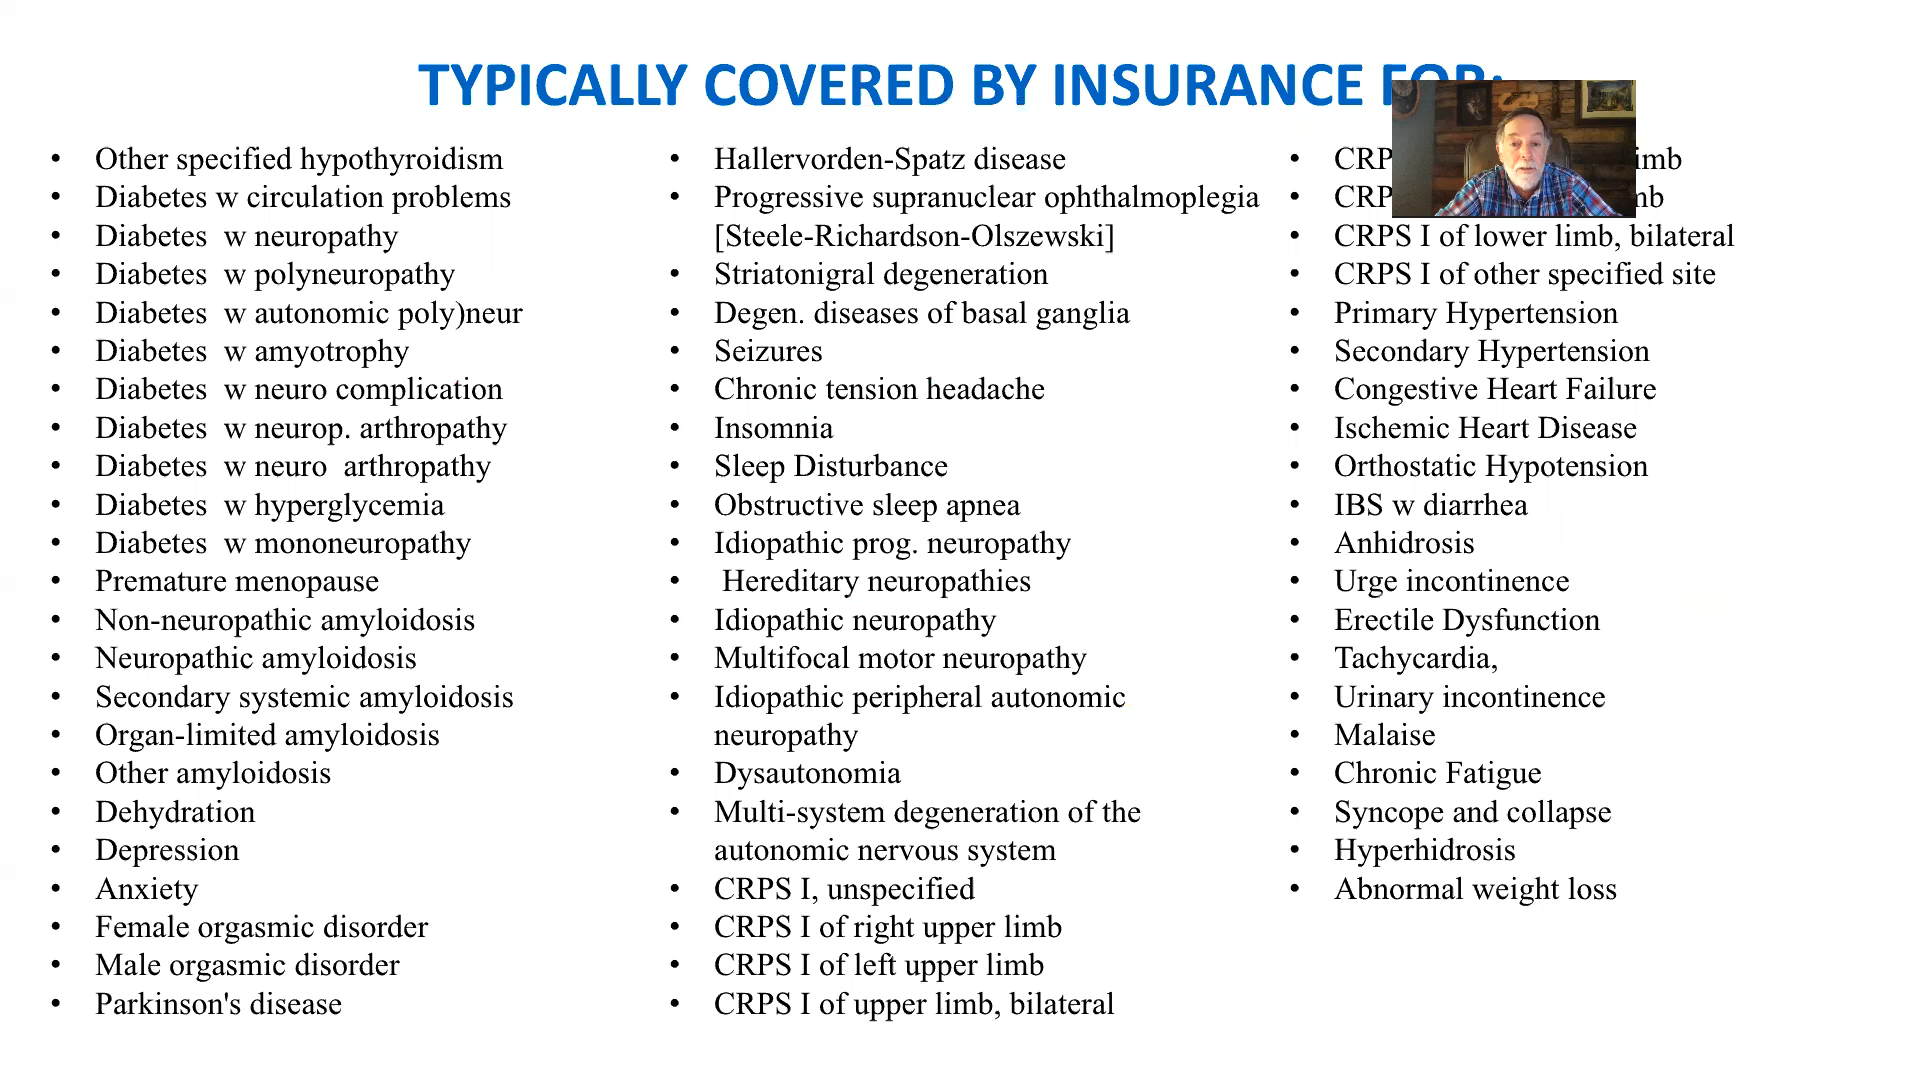 TYPICALLY COVERED BY INSURANCE
Other specified hypothyroidism
Diabetes w circulation problems
Diabetes  w neuropathy
Diabetes  w polyneuropathy
Diabetes  w autonomic poly)neur
Diabetes  w amyotrophy
Diabetes  w neuro complication
Diabetes  w neurop. arthropathy
Diabetes  w neuro  arthropathy
Diabetes  w hyperglycemia
Diabetes  w mononeuropathy
Premature menopause
Non-neuropathic amyloidosis
Neuropathic amyloidosis
Secondary systemic amyloidosis
Organ-limited amyloidosis
Other amyloidosis
Dehydration
Depression
Anxiety
Female orgasmic disorder
Male orgasmic disorder
Parkinson's disease
Hallervorden-Spatz disease
Progressive supranuclear ophthalmoplegia
[Steele-Richardson-Olszewski]
Striatonigral degeneration
Degen. diseases of basal ganglia
Seizures
Chronic tension headache
Insomnia
Sleep Disturbance
Obstructive sleep apnea
Idiopathic prog. neuropathy
Hereditary neuropathies
Idiopathic neuropathy
Multifocal motor neuropathy
Idiopathic peripheral autonomic
neuropathy
Dysautonomia
Multi-system degeneration of the
autonomic nervous system
CRPS I, unspecified
CRPS I of right upper limb
CRPS I of left upper limb
CRPS I of upper limb, bilateral
CRPS I of lower limb, bilateral
CRPS I of other specified site
Primary Hypertension
Secondary Hypertension
Congestive Heart Failure
Ischemic Heart Disease
Orthostatic Hypotension
IBS w diarrhea
Anhidrosis
Urge incontinence
Erectile Dysfunction
Tachycardia,
Urinary incontinence
Malaise
Chronic Fatigue
Syncope and collapse
Hyperhidrosis
Abnormal weight loss